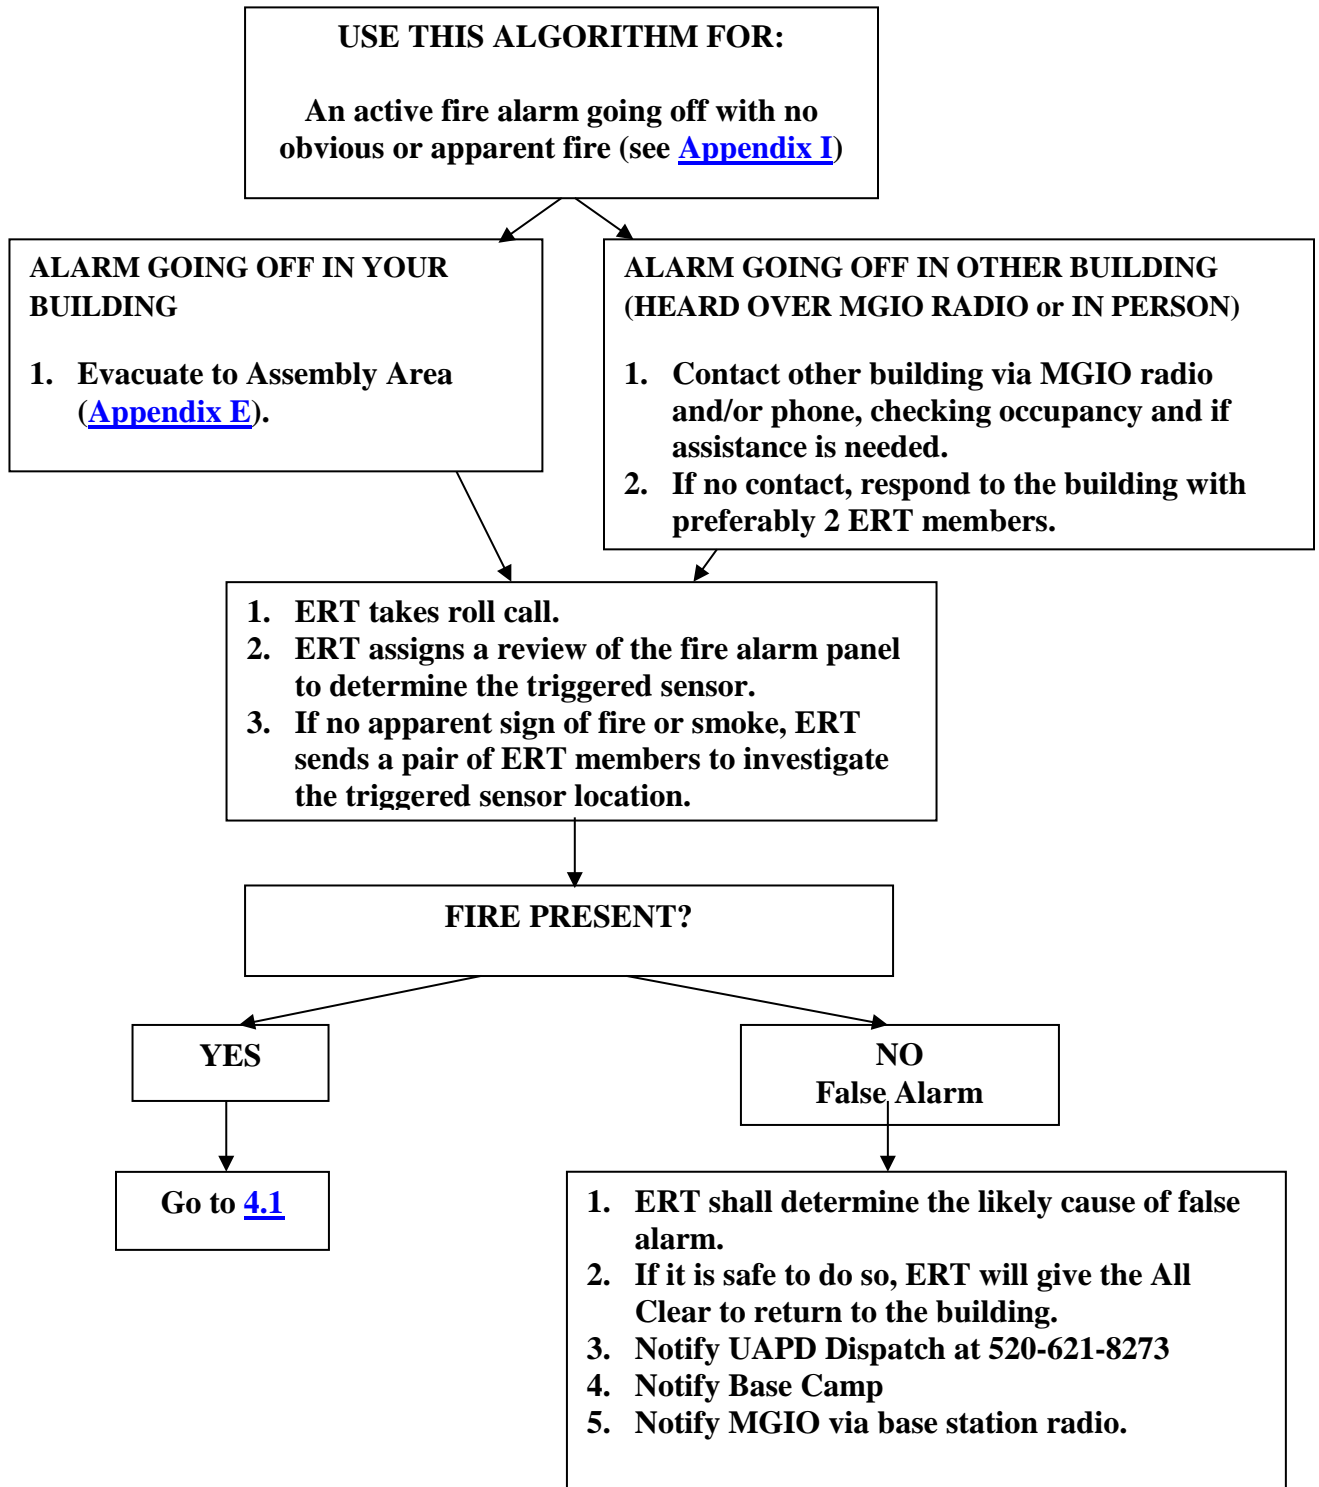 USE THIS ALGORITHM FOR:
An active fire alarm going off with no
obvious or apparent fire (see Appendix I)
ALARM GOING OFF IN YOUR
BUILDING
1. Evacuate to Assembly Area
(Appendix E).
ALARM GOING OFF IN OTHER BUILDING
(HEARD OVER MGIO RADIO or IN PERSON)
1. Contact other building via MGIO radio
and/or phone, checking occupancy and if
assistance is needed.
2. If no contact, respond to the building with
preferably 2 ERT members.
1. ERT takes roll call.
2. ERT assigns a review of the fire alarm panel
to determine the triggered sensor.
3. If no apparent sign of fire or smoke, ERT
sends a pair of ERT members to investigate
the triggered sensor location.
FIRE PRESENT?
YES
NO
False Alarm
Go to 4.1
1. ERT shall determine the likely cause of false
alarm.
2. If it is safe to do so, ERT will give the All
Clear to return to the building.
3. Notify UAPD Dispatch at 520-621-8273
4. Notify Base Camp
5. Notify MGIO via base station radio.